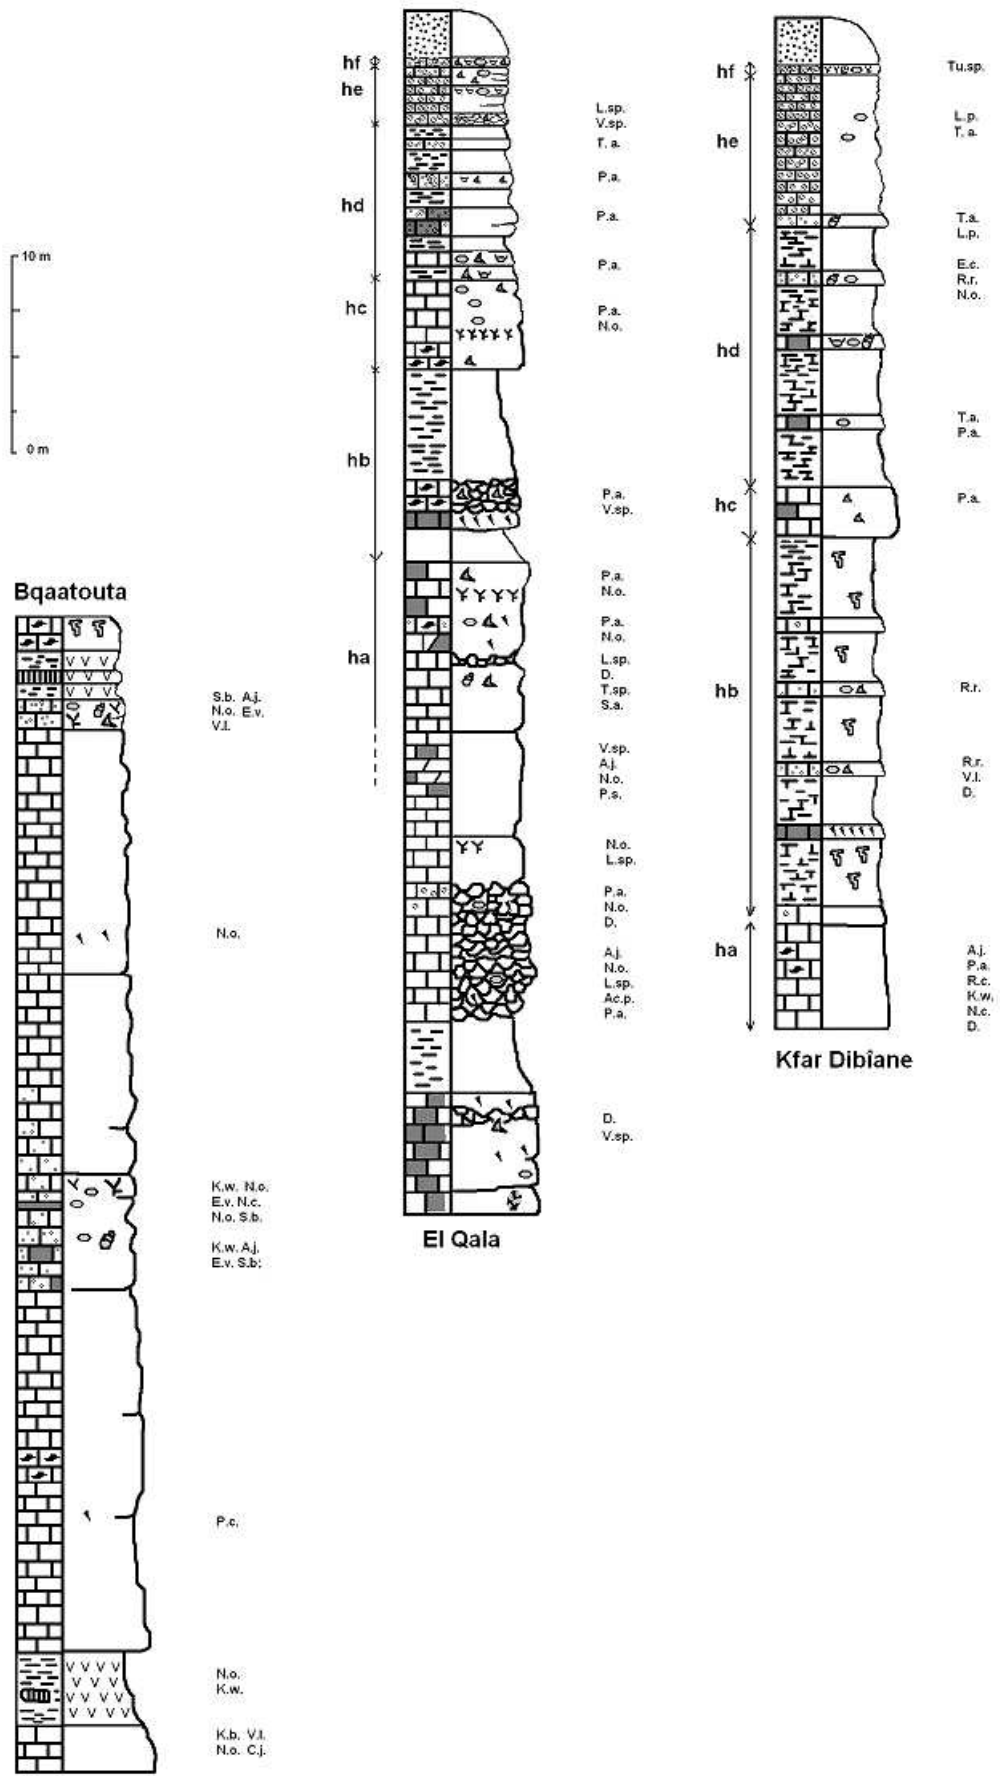 10 m
0 m
Bqaatouta
S.b. A.j.
N.o. E.v.
V.l.
N.o.
K.w. N.o.
E.v. N.c.
N.o. S.b.
K.w. A.j.
E.v. S.b;
P.c.
N.o.
K.w.
K.b. V.l.
N.o. C.j.
hf
he
hd
hc
hb
ha
L.sp.
V.sp.
T. a.
P.a.
P.a.
P.a.
P.a.
N.o.
P.a.
V.sp.
P.a.
N.o.
P.a.
N.o.
L.sp.
D.
T.sp.
S.a.
V.sp.
A.j.
N.o.
P.s.
N.o.
L.sp.
P.a.
N.o.
D.
A.j.
N.o.
L.sp.
Ac.p.
P.a.
D.
V.sp.
El Qala
hf
he
hd
hc
hb
ha
Tu.sp.
L.p.
T. a.
T.a.
L.p.
E.c.
R.r.
N.o.
T.a.
P.a.
P.a.
R.r.
R.r.
V.l.
D.
A.j.
P.a.
R.c.
K.w.
N.c.
D.
Kfar Dibîane